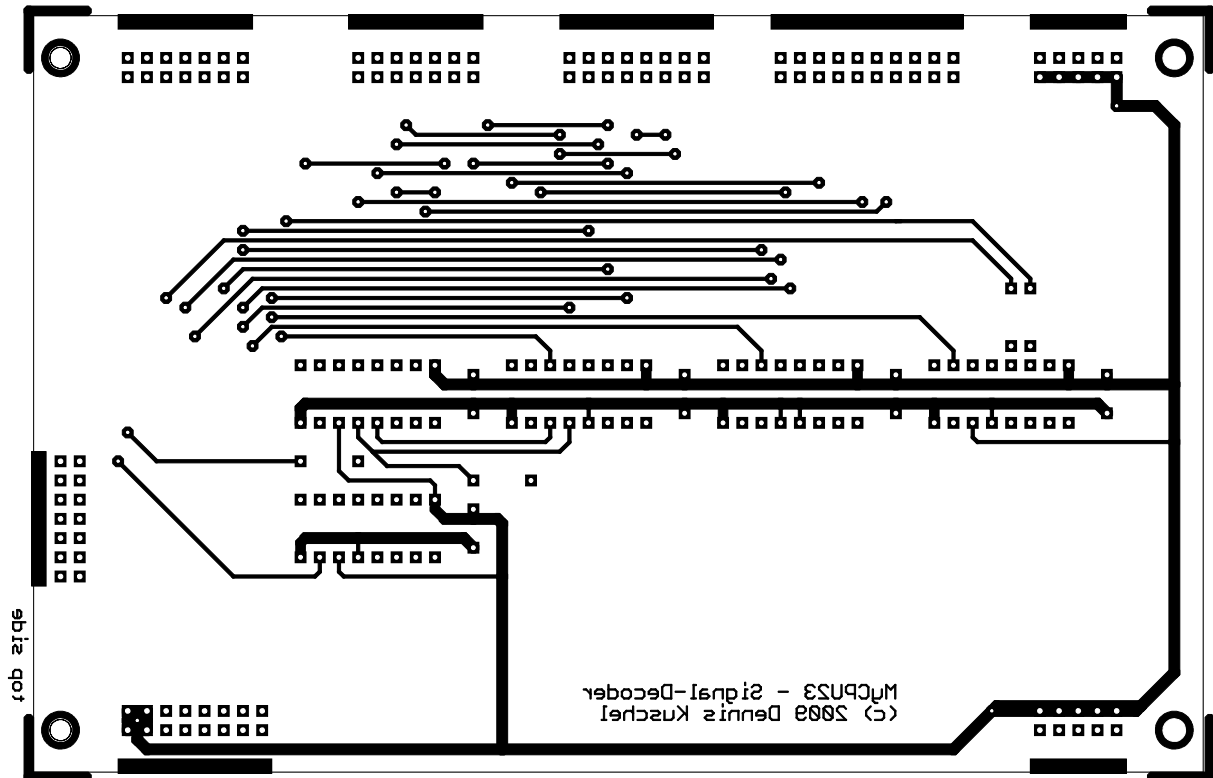 top side
MyCPU23 - Signal-Decoder
(c) 2009 Dennis Kuschel